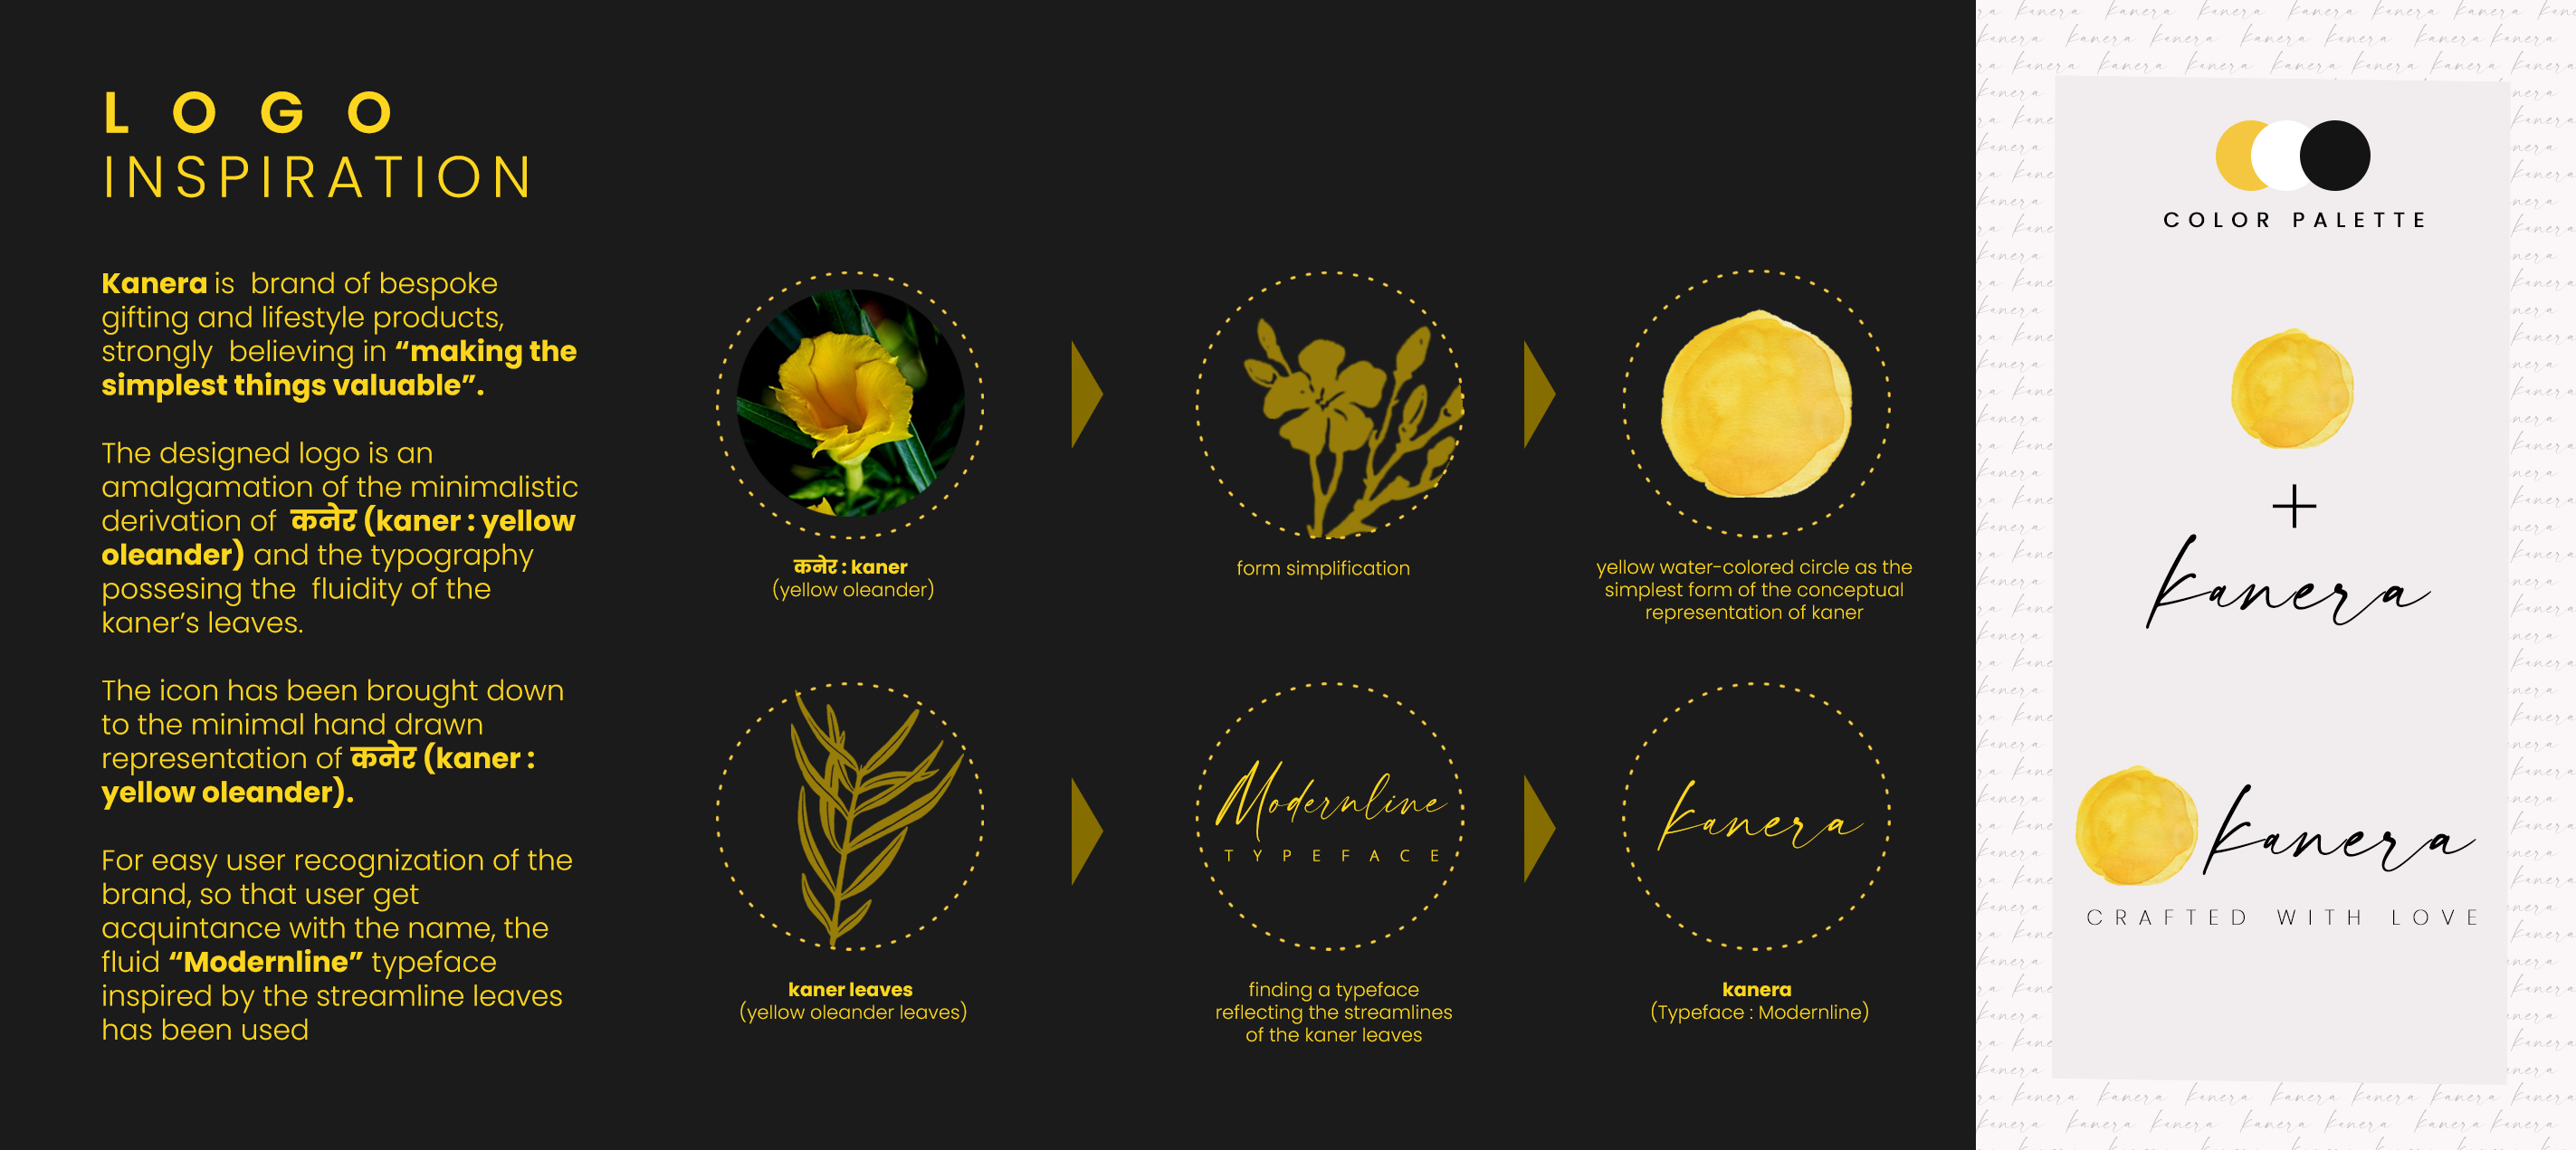 LOGO
INSPIRATION
Kanera is brand of bespoke
gifting and lifestyle products,
strongly believing in “making the
simplest things valuable”.
The designed logo is an
amalgamation of the minimalistic
derivation of कनेर (kaner : yellow
oleander) and the typography
possesing the fluidity of the
kaner’s leaves.
The icon has been brought down
to the minimal hand drawn
representation of कनेर (kaner :
yellow oleander).
For easy user recognization of the
brand, so that user get
acquintance with the name, the
fluid “Modernline” typeface
inspired by the streamline leaves
has been used
कनेर : kaner
(yellow oleander)
form simplification
yellow water-colored circle as the
simplest form of the conceptual
representation of kaner
kaner leaves
(yellow oleander leaves)
Modernline
TYPEFACE
finding a typeface
reflecting the streamlines
of the kaner leaves
kanera
kanera
(Typeface : Modernline)
COLOR PALETTE
+
kanera
kanera
CRAFTED WITH LOVE